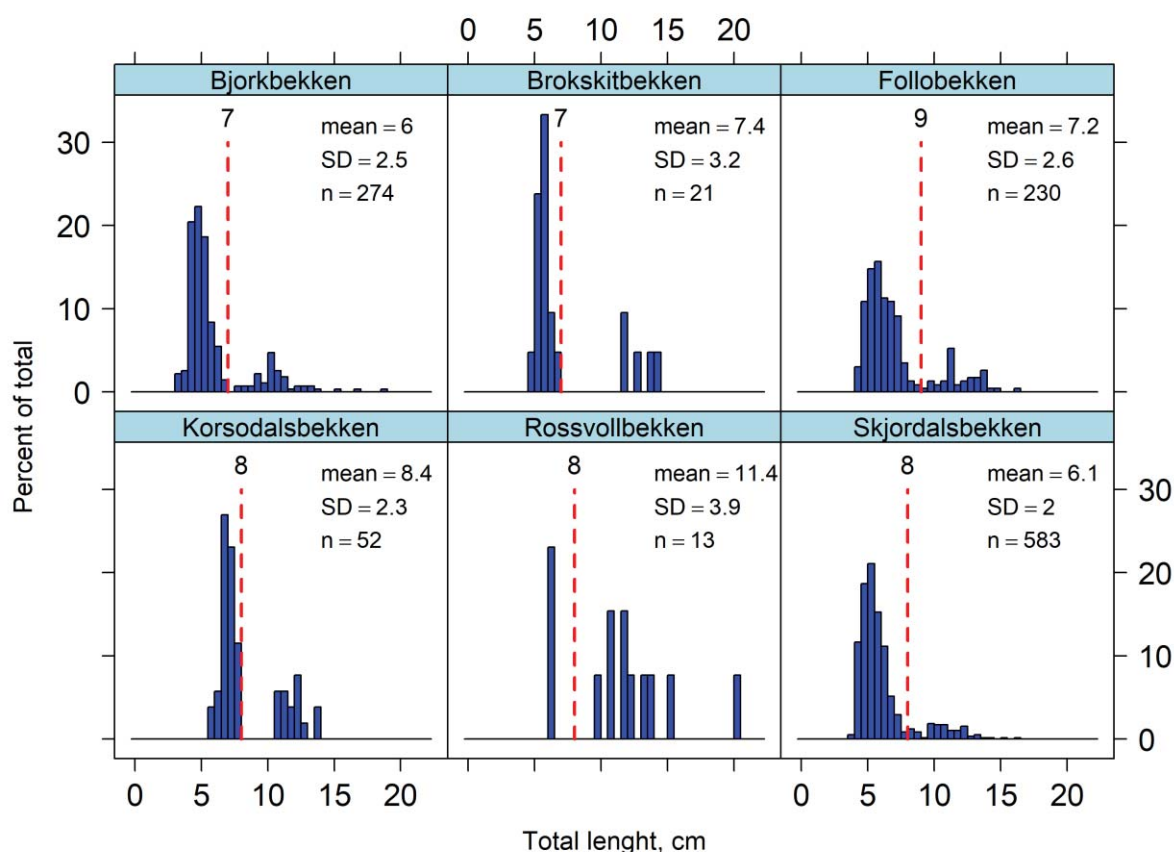 0 5 10 15 20
Bjorkbekken Brokskitbekken Follobekken
7
mean = 6
SD = 2.5
n = 274
7
mean = 7.4
SD = 3.2
n = 21
9
mean = 7.2
SD = 2.6
n = 230
30
20
10
0
Korsodalsbekken Rossvollbekken Skjordalsbekken
8
mean = 8.4
SD = 2.3
n = 52
8
mean = 11.4
SD = 3.9
n = 13
8
mean = 6.1
SD = 2
n = 583
30
20
10
0
Percent of total
0 5 10 15 20
0 5 10 15 20
Total lenght, cm